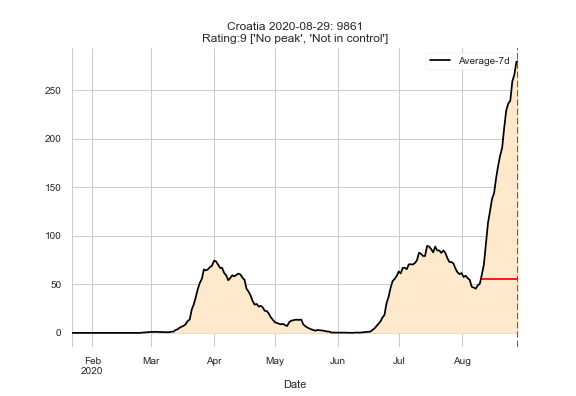 Croatia 2020-08-29: 9861
Rating:9 ['No peak', 'Not in control']
Average-7d
250
200
150
100
50
0
Feb Mar Apr May Jun Jul Aug
2020
Date